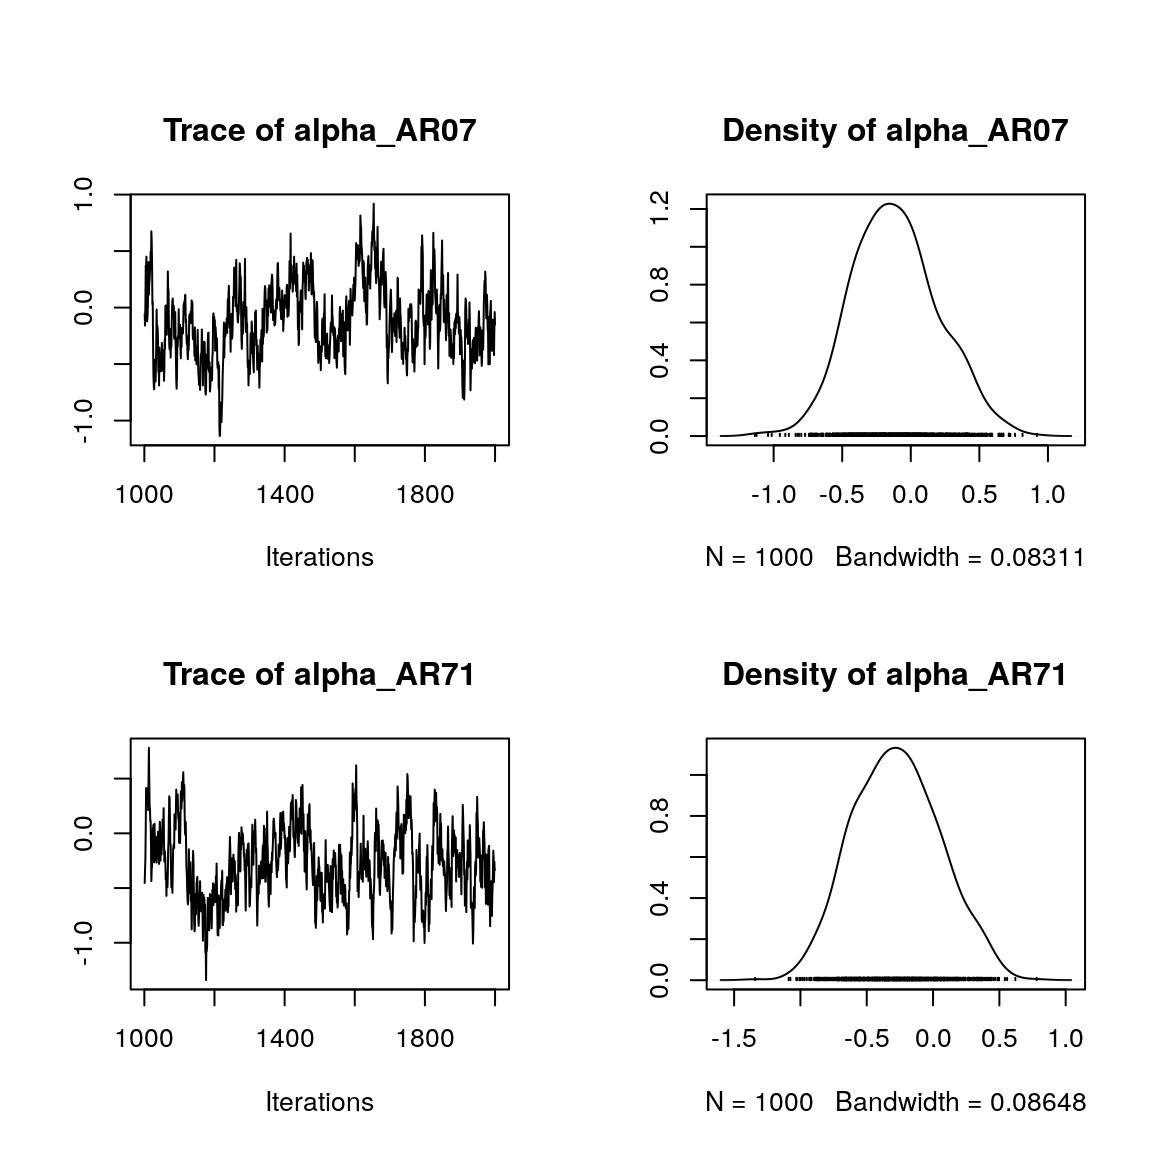 Trace of alpha_AR07
1.0
0.0
-1.0
1000 1400 1800
Iterations
Density of alpha_AR07
1.2
0.8
0.4
0.0
-1.0 -0.5 0.0 0.5 1.0
N = 1000 Bandwidth = 0.08311
Trace of alpha_AR71
0.0
-1.0
1000 1400 1800
Iterations
Density of alpha_AR71
0.8
0.4
0.0
-1.5 -0.5 0.0 0.5 1.0
N = 1000 Bandwidth = 0.08648